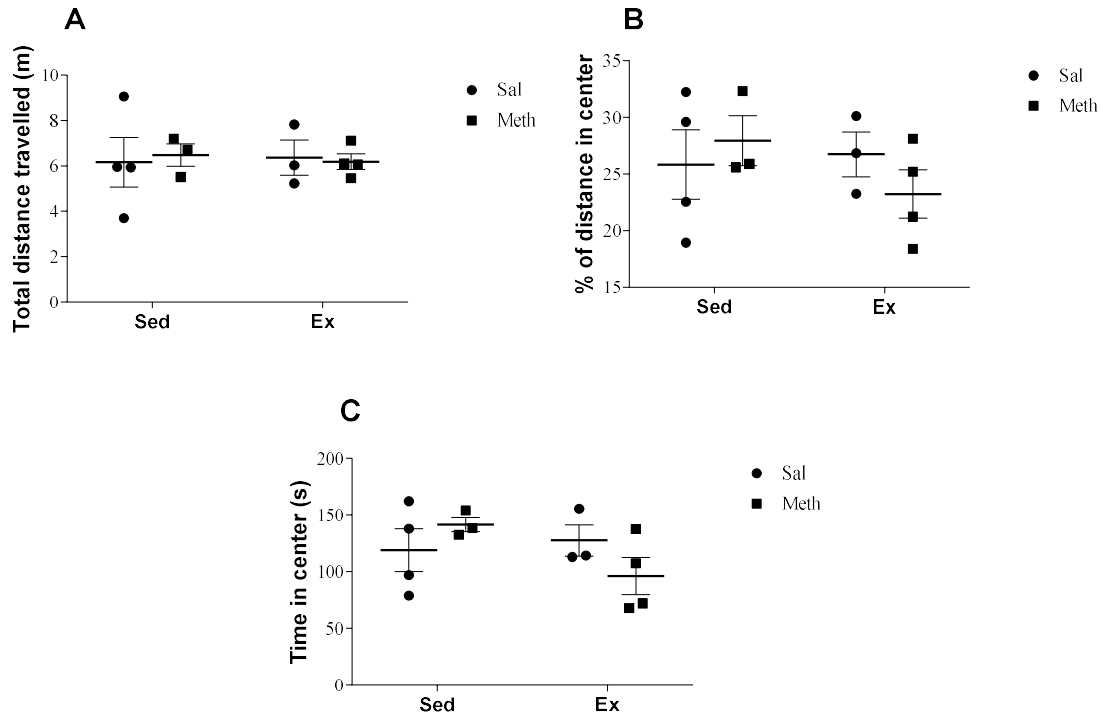 A
Total distance travelled (m)
10
8
6
4
2
0
Sed
Ex
Sal
Meth
B
% of distance in center
35
30
25
20
15
Sed
Ex
Sal
Meth
C
Time in center (s)
200
150
100
50
0
Sed
Ex
Sal
Meth